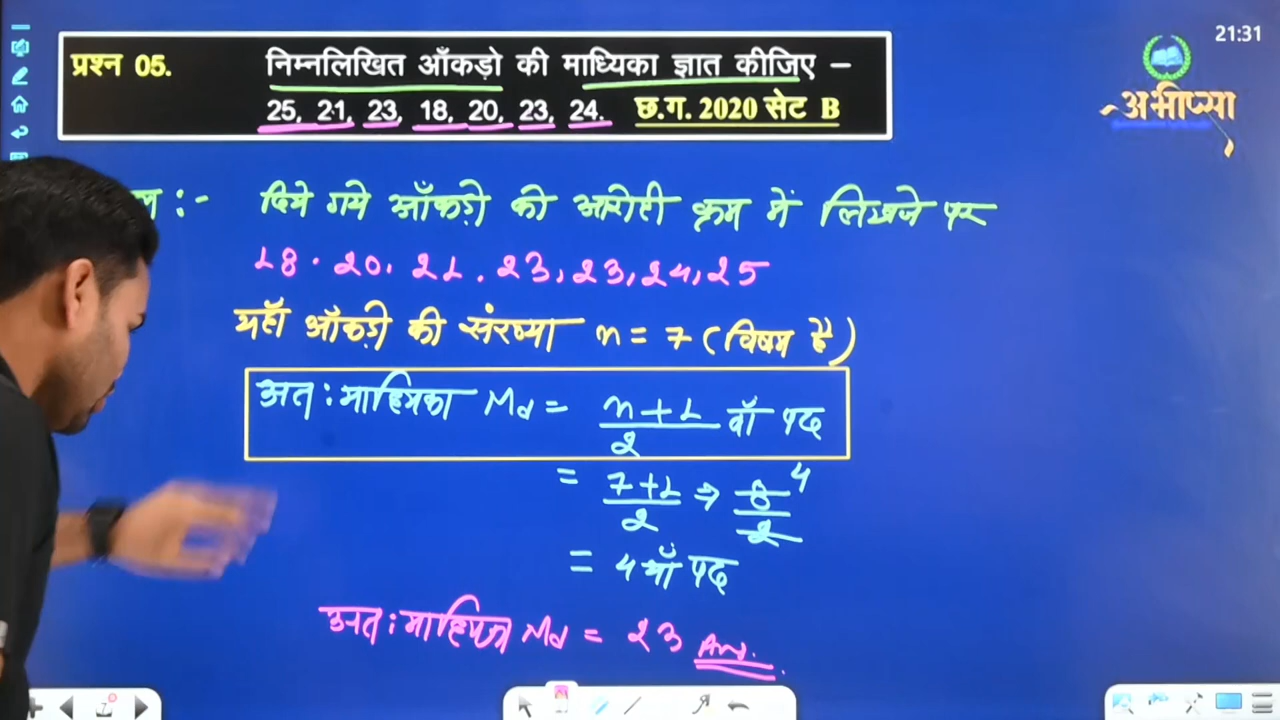 21:31
प्रश्न 05. निम्नलिखित आँकड़ो की माध्यिका ज्ञात कीजिए –
25, 21, 23, 18, 20, 23, 24. छ.ग. 2020 सेट B
अभीप्सा
:- दिये गये आँकड़ो को आरोही क्रम में लिखने पर
18. 20. 21. 23, 23, 24, 25
यहाँ आँकड़ो की संख्या n = 7 (विषम है)
अत: माध्यिका Md = n+1/2 वाँ पद
= 7+1/2 ⇒ 8/2 4
= 4 वाँ पद
अत: माध्यिका Md = 23 Ans.